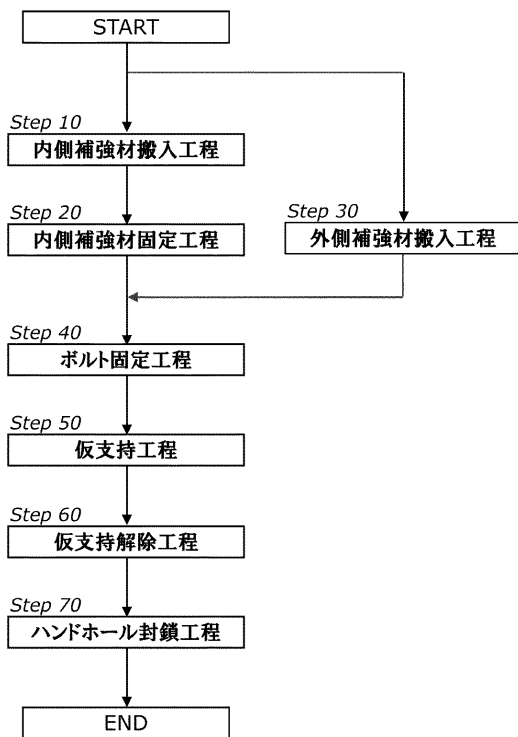 START
Step 10
内側補強材搬入工程
Step 20
内側補強材固定工程
Step 30
外側補強材搬入工程
Step 40
ボルト固定工程
Step 50
仮支持工程
Step 60
仮支持解除工程
Step 70
ハンドホール封鎖工程
END